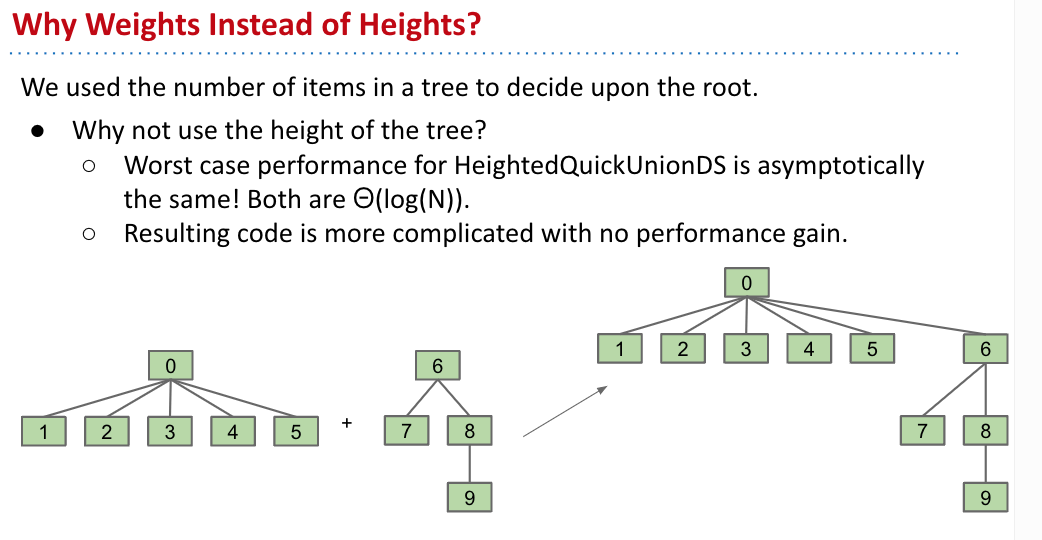 Why Weights Instead of Heights?
We used the number of items in a tree to decide upon the root.
● Why not use the height of the tree?
○ Worst case performance for HeightedQuickUnionDS is asymptotically
the same! Both are Θ(log(N)).
○ Resulting code is more complicated with no performance gain.
0
1 2 3 4 5 6
7 8
9
0
1 2 3 4 5
+
6
7 8
9